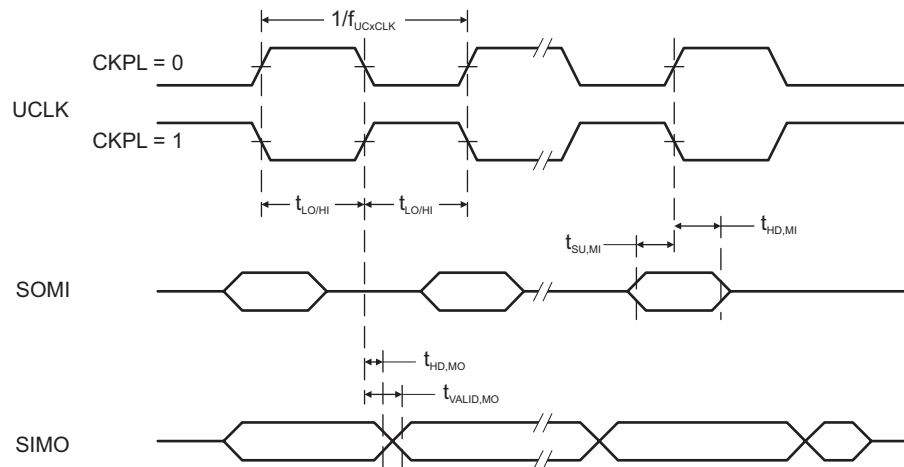 1/fUCxCLK
CKPL = 0
UCLK
CKPL = 1
tLO/HI
tLO/HI
tSU,MI
tHD,MI
SOMI
tHD,MO
tVALID,MO
SIMO